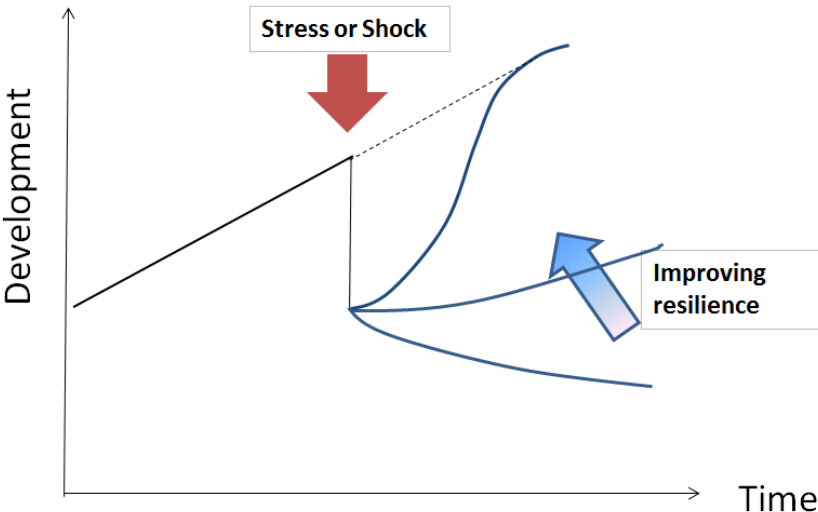 Stress or Shock
Development
Improving
resilience
Time